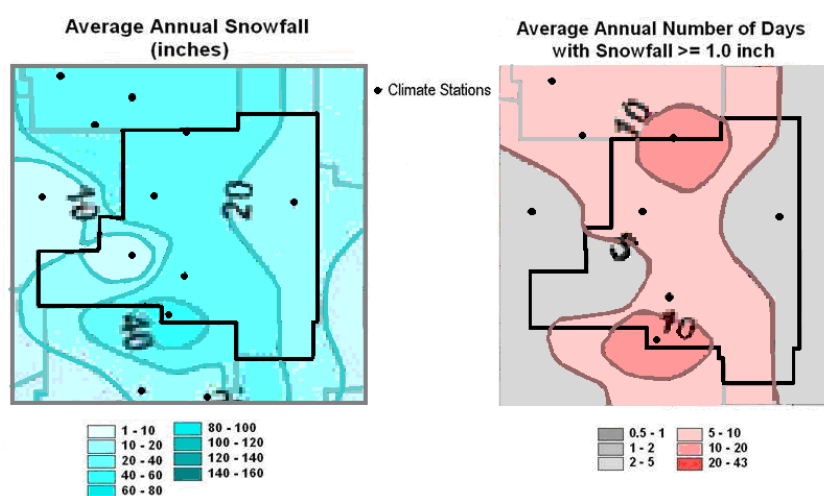 Average Annual Snowfall
(inches)
Average Annual Number of Days
with Snowfall >= 1.0 inch
Climate Stations
10
20
40
10
5
10
1 - 10
10 - 20
20 - 40
40 - 60
60 - 80
80 - 100
100 - 120
120 - 140
140 - 160
0.5 - 1
1 - 2
2 - 5
5 - 10
10 - 20
20 - 43